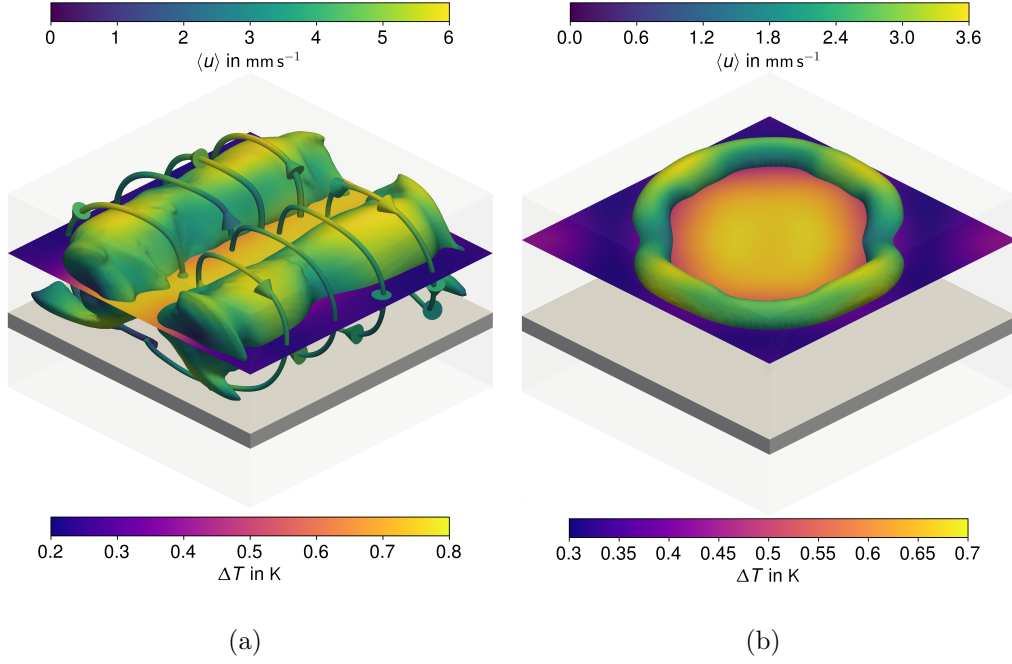 0 1 2 3 4 5 6
⟨u⟩ in mm s⁻¹
0.0 0.6 1.2 1.8 2.4 3.0 3.6
⟨u⟩ in mm s⁻¹
0.2 0.3 0.4 0.5 0.6 0.7 0.8
ΔT in K
0.3 0.35 0.4 0.45 0.5 0.55 0.6 0.65 0.7
ΔT in K
(a)
(b)